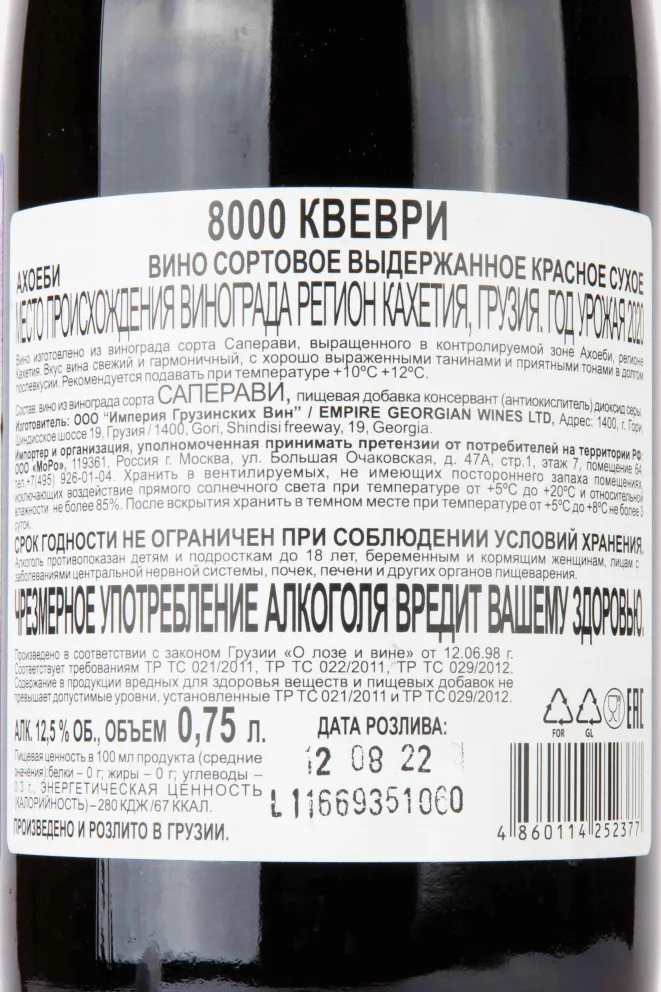 8000 КВЕВРИ
АХОЕБИ ВИНО СОРТОВОЕ ВЫДЕРЖАННОЕ КРАСНОЕ СУХОЕ
МЕСТО ПРОИСХОЖДЕНИЯ ВИНОГРАДА РЕГИОН КАХЕТИЯ, ГРУЗИЯ. ГОД УРОЖАЯ 2020
Вино изготовлено из винограда сорта Саперави, выращенного в контролируемой зоне Ахоеби, регионе
Кахетия. Вкус вина свежий и гармоничный, с хорошо выраженными танинами и приятными тонами в долгом
послевкусии. Рекомендуется подавать при температуре +10°С +12°С.
Состав: вино из винограда сорта САПЕРАВИ, пищевая добавка консервант (антиокислитель) диоксид серы.
Изготовитель: ООО "Империя Грузинских Вин" / EMPIRE GEORGIAN WINES LTD, Адрес: 1400, г. Гори,
Шиндисское шоссе 19, Грузия / 1400, Gori, Shindisi freeway, 19, Georgia.
Импортер и организация, уполномоченная принимать претензии от потребителей на территории РФ:
ООО «МоРо», 119361, Россия г. Москва, ул. Большая Очаковская, д. 47А, стр.1, этаж 7, помещение 64
тел.+7(495) 926-01-04. Хранить в вентилируемых, не имеющих постороннего запаха помещениях,
исключающих воздействие прямого солнечного света при температуре от +5°С до +20°С и относительной
влажности не более 85%. После вскрытия хранить в темном месте при температуре от +5°С до +8°С не более 3
суток.
СРОК ГОДНОСТИ НЕ ОГРАНИЧЕН ПРИ СОБЛЮДЕНИИ УСЛОВИЙ ХРАНЕНИЯ.
Алкоголь противопоказан детям и подросткам до 18 лет, беременным и кормящим женщинам, лицам с
заболеваниями центральной нервной системы, почек, печени и других органов пищеварения.
ЧРЕЗМЕРНОЕ УПОТРЕБЛЕНИЕ АЛКОГОЛЯ ВРЕДИТ ВАШЕМУ ЗДОРОВЬЮ.
Произведено в соответствии с законом Грузии «О лозе и вине» от 12.06.98 г.
Соответствует требованиям ТР ТС 021/2011, ТР ТС 022/2011, ТР ТС 029/2012.
Содержание в продукции вредных для здоровья веществ и пищевых добавок не
превышает допустимые уровни, установленные ТР ТС 021/2011 и ТР ТС 029/2012.
АЛК. 12,5 % ОБ., ОБЪЕМ 0,75 Л.
Пищевая ценность в 100 мл продукта (средние
значения):белки – 0 г; жиры – 0 г; углеводы –
0,3 г., ЭНЕРГЕТИЧЕСКАЯ ЦЕННОСТЬ
(КАЛОРИЙНОСТЬ) – 280 КДЖ /67 ККАЛ.
ПРОИЗВЕДЕНО И РОЗЛИТО В ГРУЗИИ.
ДАТА РОЗЛИВА:
12 08 22
L11669351060
FOR GL
EAC
4 860114 252377